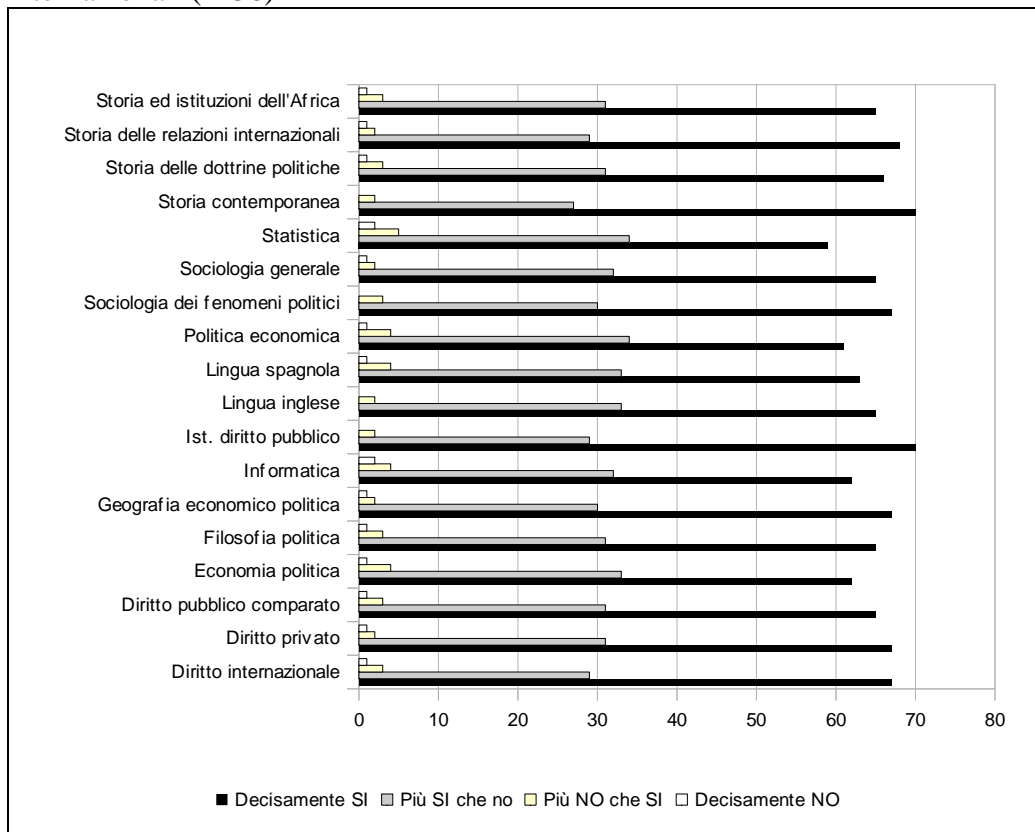 Storia ed istituzioni dell'Africa
Storia delle relazioni internazionali
Storia delle dottrine politiche
Storia contemporanea
Statistica
Sociologia generale
Sociologia dei fenomeni politici
Politica economica
Lingua spagnola
Lingua inglese
Ist. diritto pubblico
Informatica
Geografia economico politica
Filosofia politica
Economia politica
Diritto pubblico comparato
Diritto privato
Diritto internazionale
0 10 20 30 40 50 60 70 80
Decisamente SI Più SI che no Più NO che SI Decisamente NO